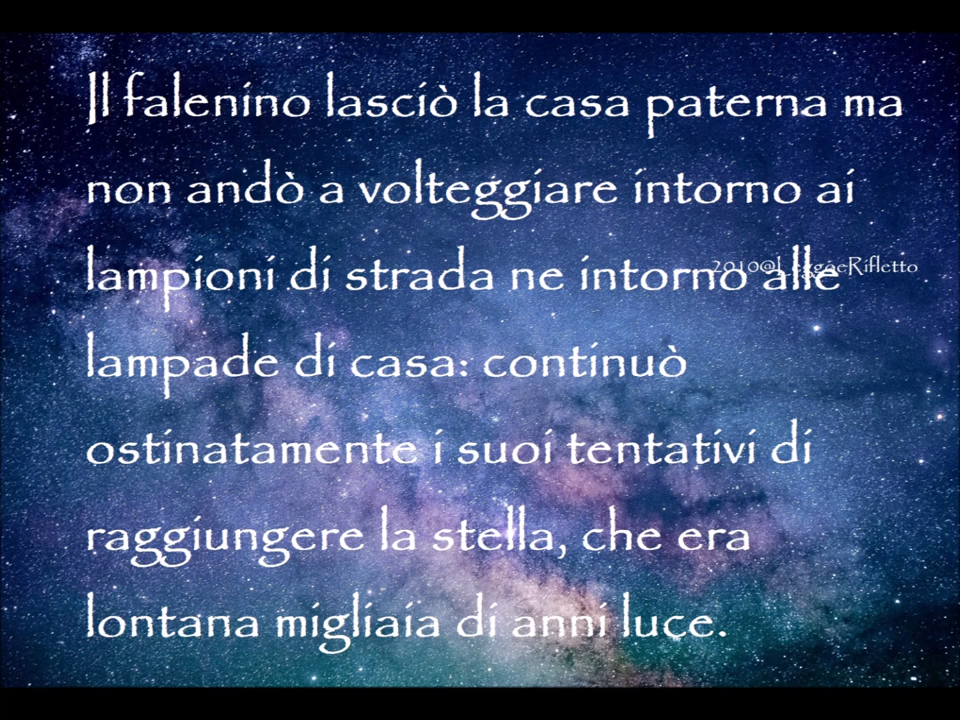 Il falenino lasciò la casa paterna ma
non andò a volteggiare intorno ai
lampioni di strada ne intorno alle
lampade di casa: continuò
ostinatamente i suoi tentativi di
raggiungere la stella, che era
lontana migliaia di anni luce.